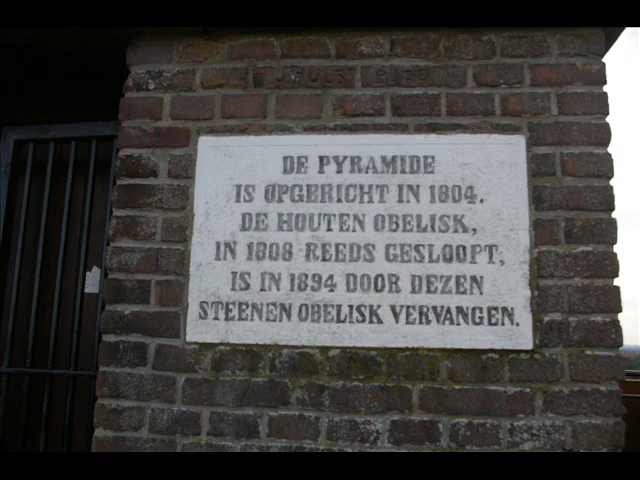 DE PYRAMIDE
IS OPGERICHT IN 1804.
DE HOUTEN OBELISK,
IN 1808 REEDS GESLOOPT,
IS IN 1894 DOOR DEZEN
STEENEN OBELISK VERVANGEN.